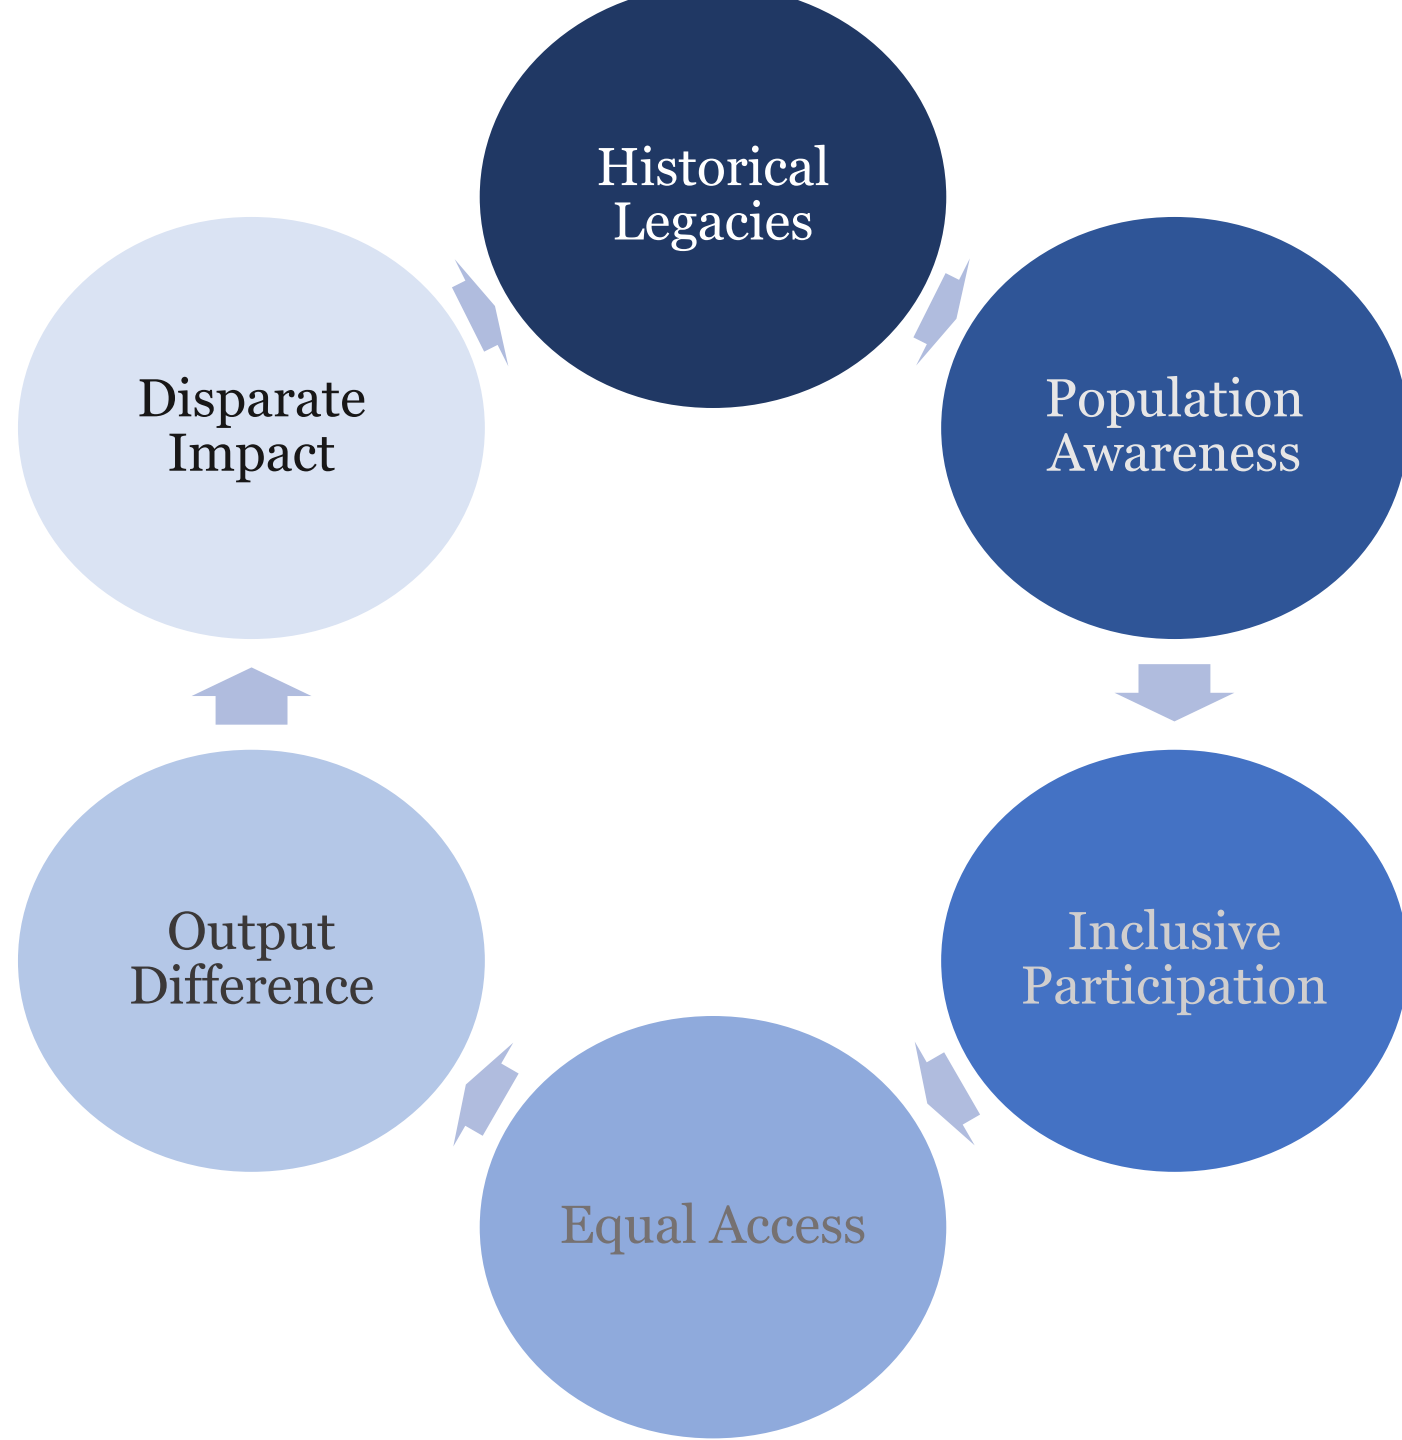 Historical
Legacies
Population
Awareness
Inclusive
Participation
Equal Access
Output
Difference
Disparate
Impact